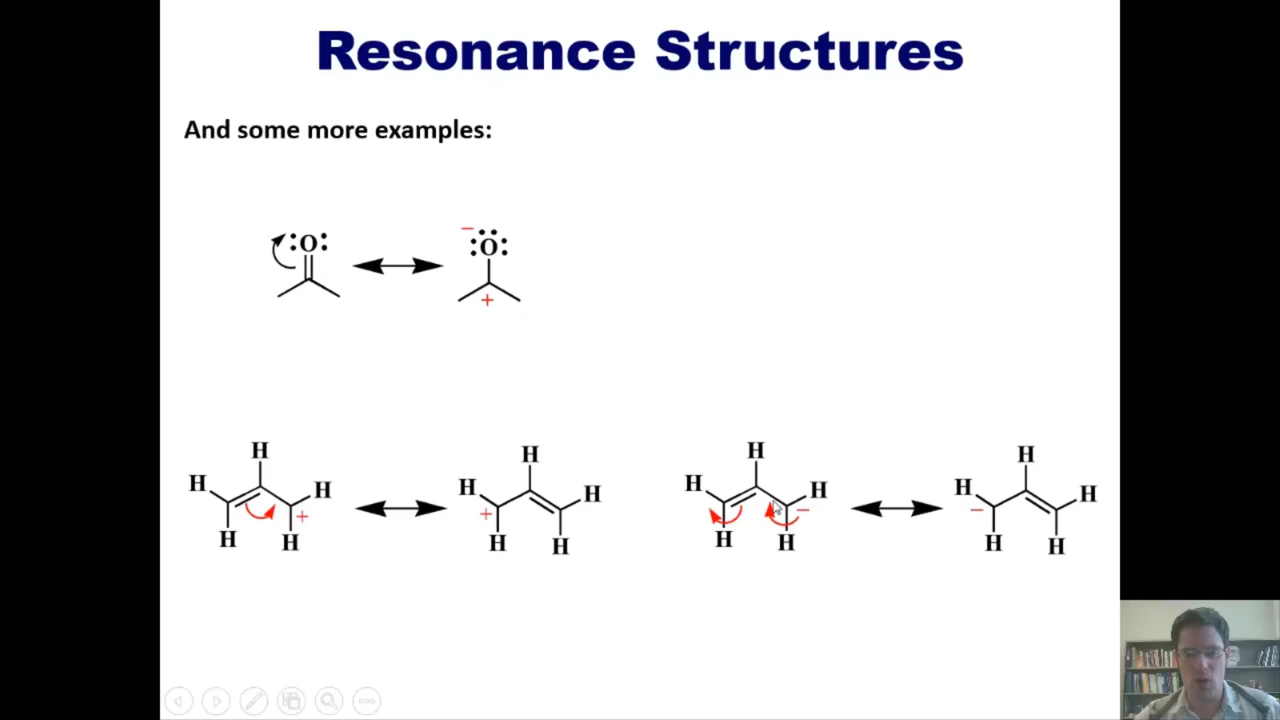 Resonance Structures
And some more examples:
:O: ↔ − :O:
+
H H
H H H H H H
+ + − −
H H H H H H H H